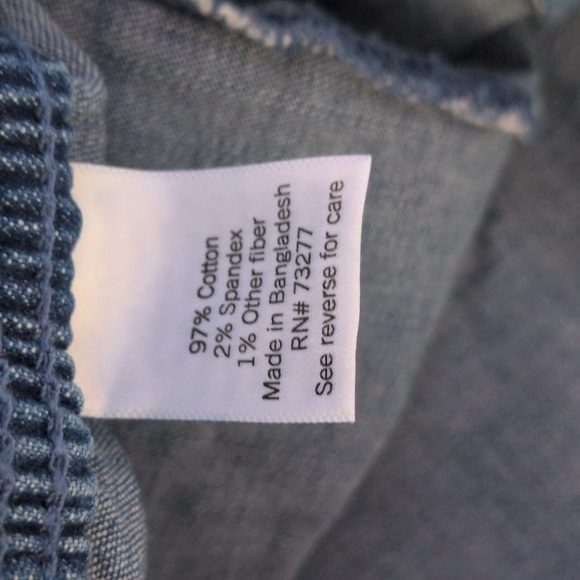 97% Cotton
2% Spandex
1% Other fiber
Made in Bangladesh
RN# 73277
See reverse for care